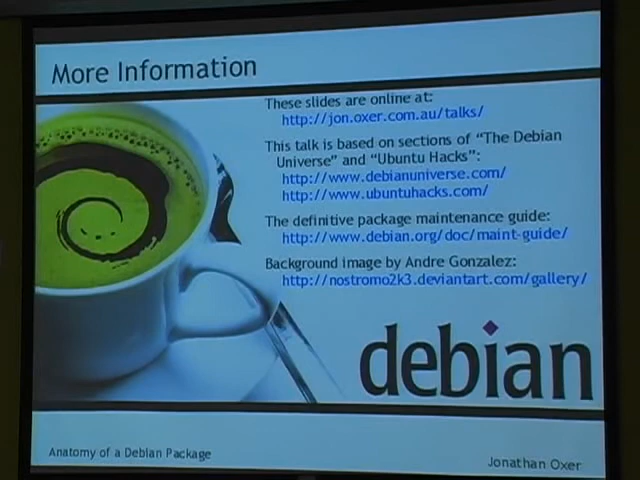 More Information
These slides are online at:
http://jon.oxer.com.au/talks/
This talk is based on sections of “The Debian
Universe” and “Ubuntu Hacks”:
http://www.debianuniverse.com/
http://www.ubuntuhacks.com/
The definitive package maintenance guide:
http://www.debian.org/doc/maint-guide/
Background image by Andre Gonzalez:
http://nostromo2k3.deviantart.com/gallery/
debian
Anatomy of a Debian Package
Jonathan Oxer